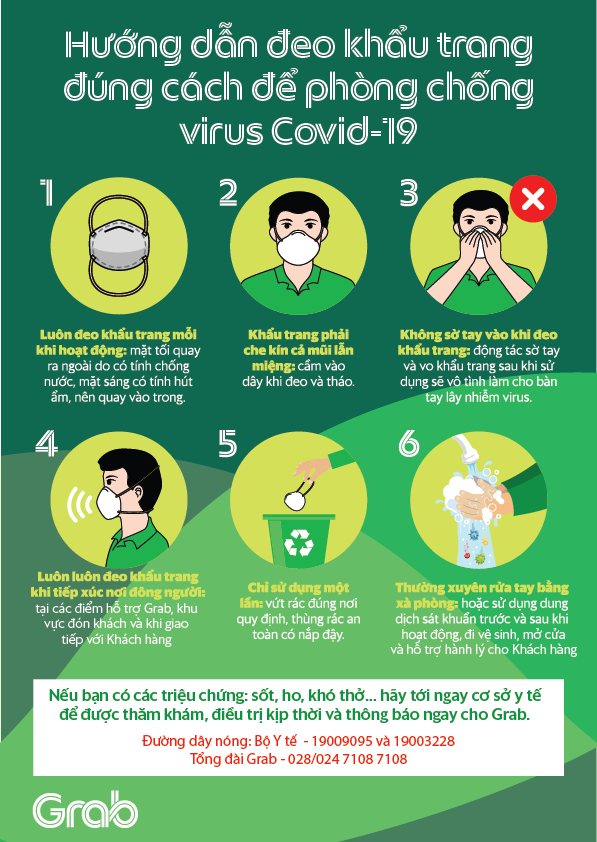 Hướng dẫn đeo khẩu trang
đúng cách để phòng chống
virus Covid-19
1
Luôn đeo khẩu trang mỗi
khi hoạt động: mặt tối quay
ra ngoài do có tính chống
nước, mặt sáng có tính hút
ẩm, nên quay vào trong.
2
Khẩu trang phải
che kín cả mũi lẫn
miệng: cầm vào
dây khi đeo và tháo.
3
Không sờ tay vào khi đeo
khẩu trang: động tác sờ tay
và vo khẩu trang sau khi sử
dụng sẽ vô tình làm cho bàn
tay lây nhiễm virus.
4
Luôn luôn đeo khẩu trang
khi tiếp xúc nơi đông người:
tại các điểm hỗ trợ Grab, khu
vực đón khách và khi giao
tiếp với Khách hàng
5
Chỉ sử dụng một
lần: vứt rác đúng nơi
quy định, thùng rác an
toàn có nắp đậy.
6
Thường xuyên rửa tay bằng
xà phòng: hoặc sử dụng dung
dịch sát khuẩn trước và sau khi
hoạt động, đi vệ sinh, mở cửa
và hỗ trợ hành lý cho Khách hàng
Nếu bạn có các triệu chứng: sốt, ho, khó thở... hãy tới ngay cơ sở y tế
để được thăm khám, điều trị kịp thời và thông báo ngay cho Grab.
Đường dây nóng: Bộ Y tế - 19009095 và 19003228
Tổng đài Grab - 028/024 7108 7108
Grab